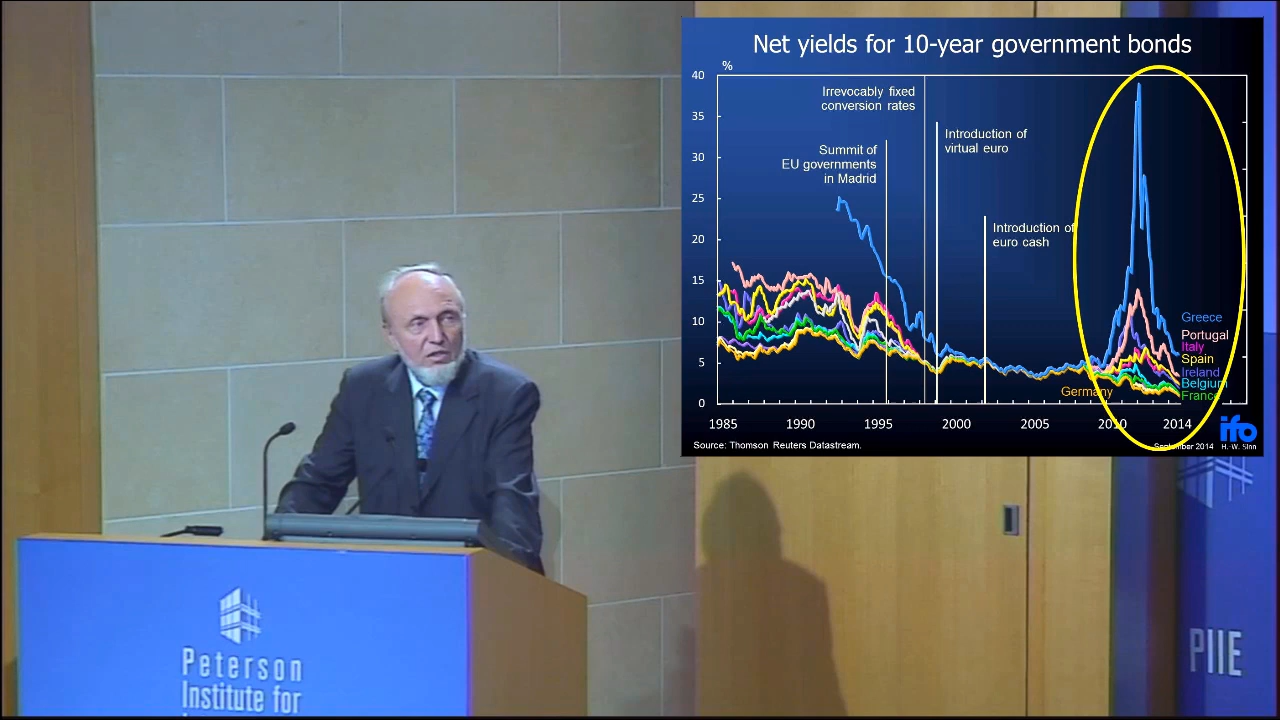 Net yields for 10-year government bonds
%
40
35
30
25
20
15
10
5
0
Irrevocably fixed
conversion rates
Summit of
EU governments
in Madrid
Introduction of
virtual euro
Introduction of
euro cash
Greece
Portugal
Italy
Spain
Ireland
Belgium
France
Germany
1985 1990 1995 2000 2005 2010 2014
Source: Thomson Reuters Datastream.
September 2014
ifo
H.-W. Sinn
Peterson
Institute for
PIIE